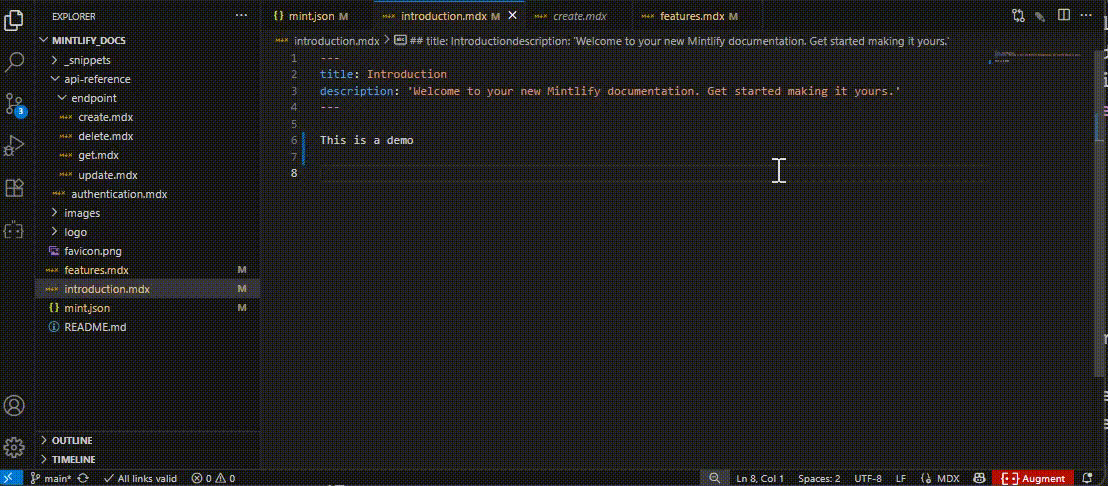 EXPLORER
MINTLIFY_DOCS
_snippets
api-reference
endpoint
create.mdx
delete.mdx
get.mdx
update.mdx
authentication.mdx
images
logo
favicon.png
features.mdx M
introduction.mdx M
mint.json M
README.md
OUTLINE
TIMELINE
3
mint.json M
introduction.mdx M
create.mdx
features.mdx M
introduction.mdx > ## title: Introductiondescription: 'Welcome to your new Mintlify documentation. Get started making it yours.'
1 ---
2 title: Introduction
3 description: 'Welcome to your new Mintlify documentation. Get started making it yours.'
4 ---
5
6 This is a demo
7
8
main* All links valid 0 0 Ln 8, Col 1 Spaces: 2 UTF-8 LF MDX Augment